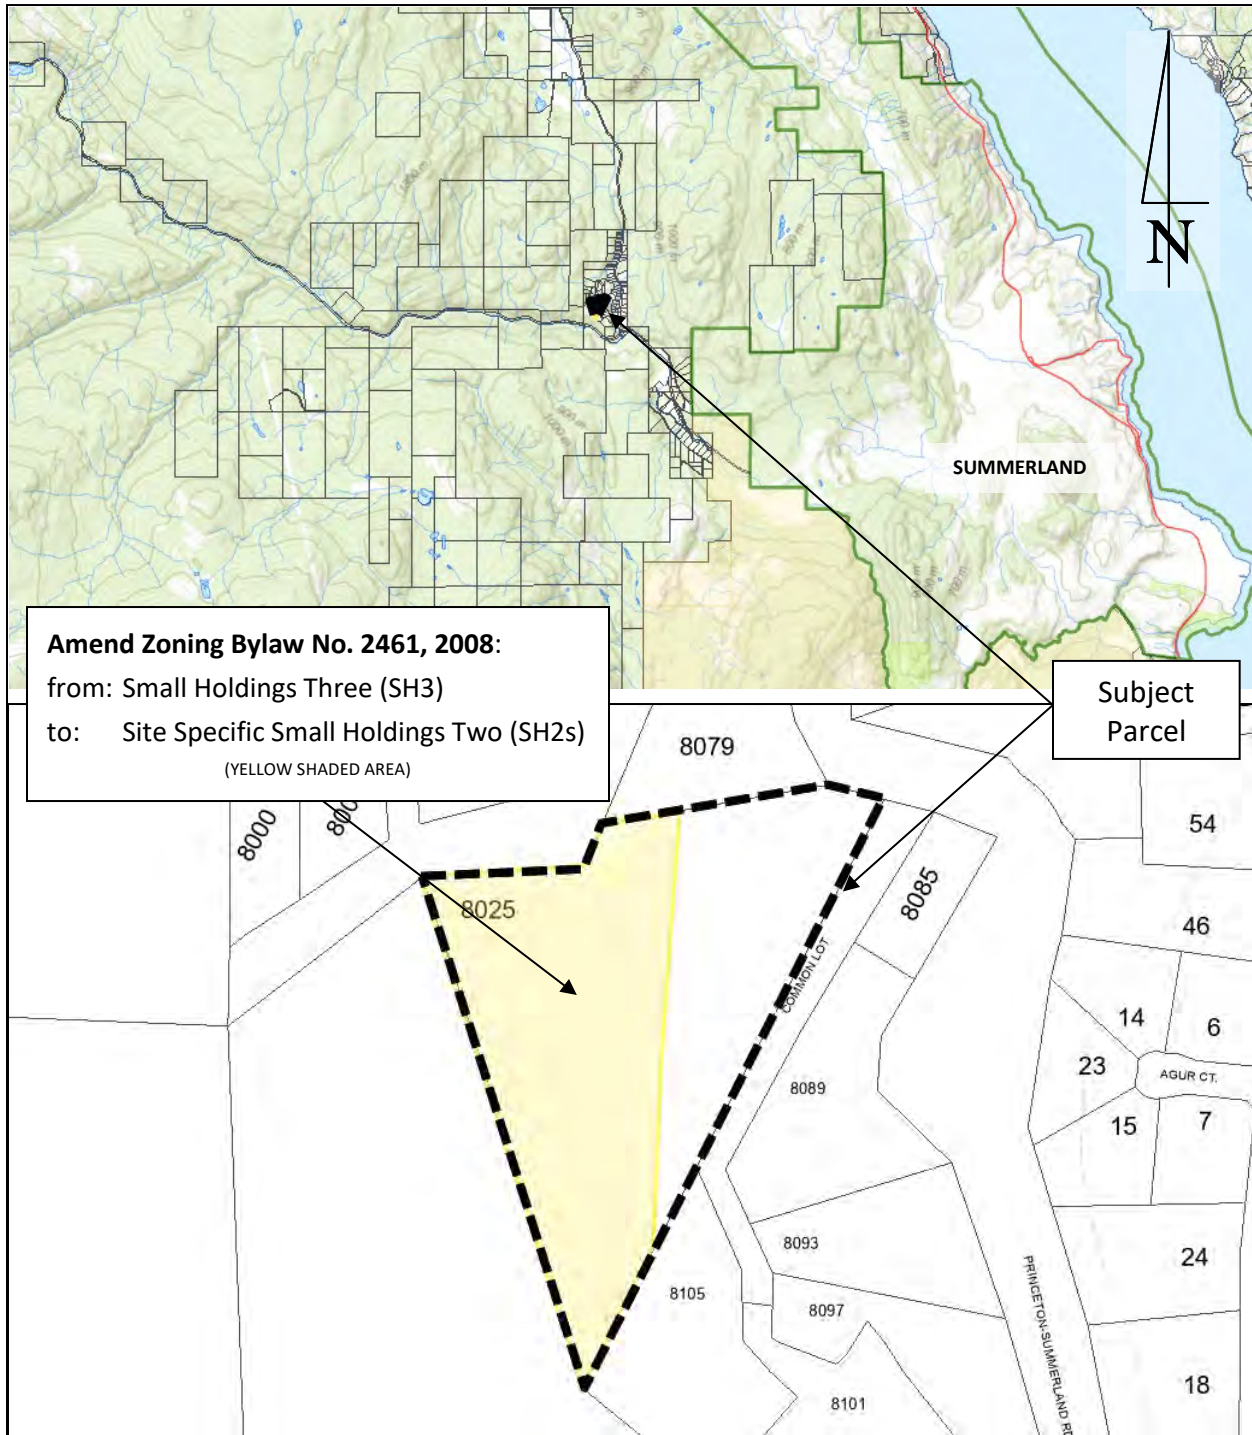 N
SUMMERLAND
Amend Zoning Bylaw No. 2461, 2008:
from: Small Holdings Three (SH3)
to: Site Specific Small Holdings Two (SH2s)
(YELLOW SHADED AREA)
Subject
Parcel
8079
8000
800
54
8025
8085
46
COMMON LOT
14
6
23
AGUR CT.
8089
15
7
8093
24
8105
8097
PRINCETON-SUMMERLAND RD
18
8101